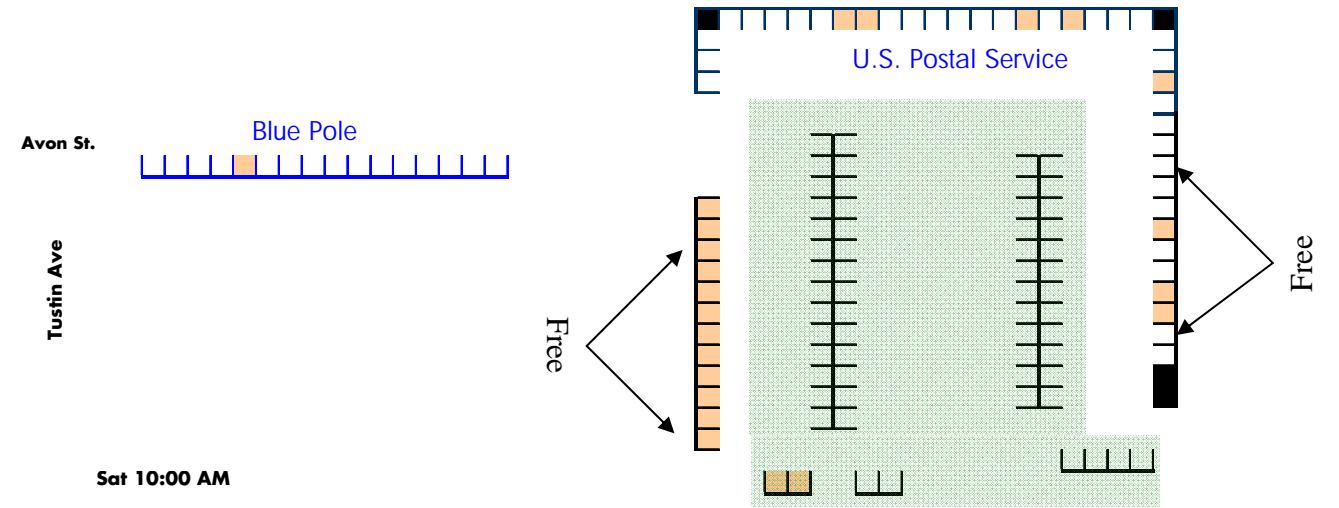 U.S. Postal Service
Blue Pole
Avon St.
Tustin Ave
Free
Free
Sat 10:00 AM